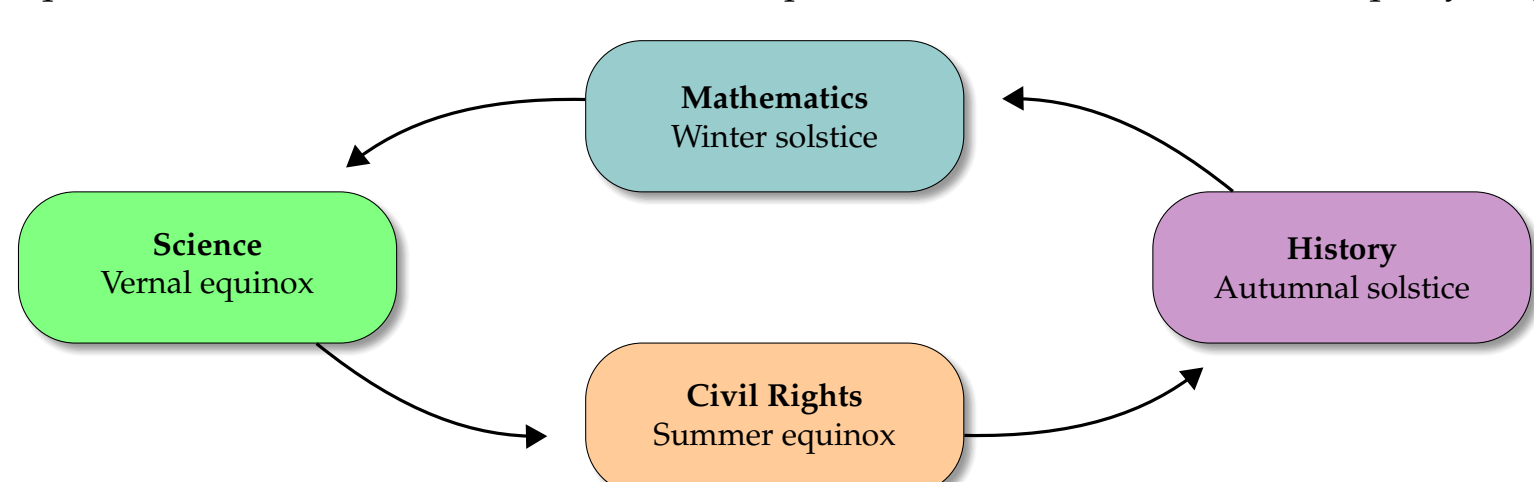 Mathematics
Winter solstice
Science
Vernal equinox
History
Autumnal solstice
Civil Rights
Summer equinox